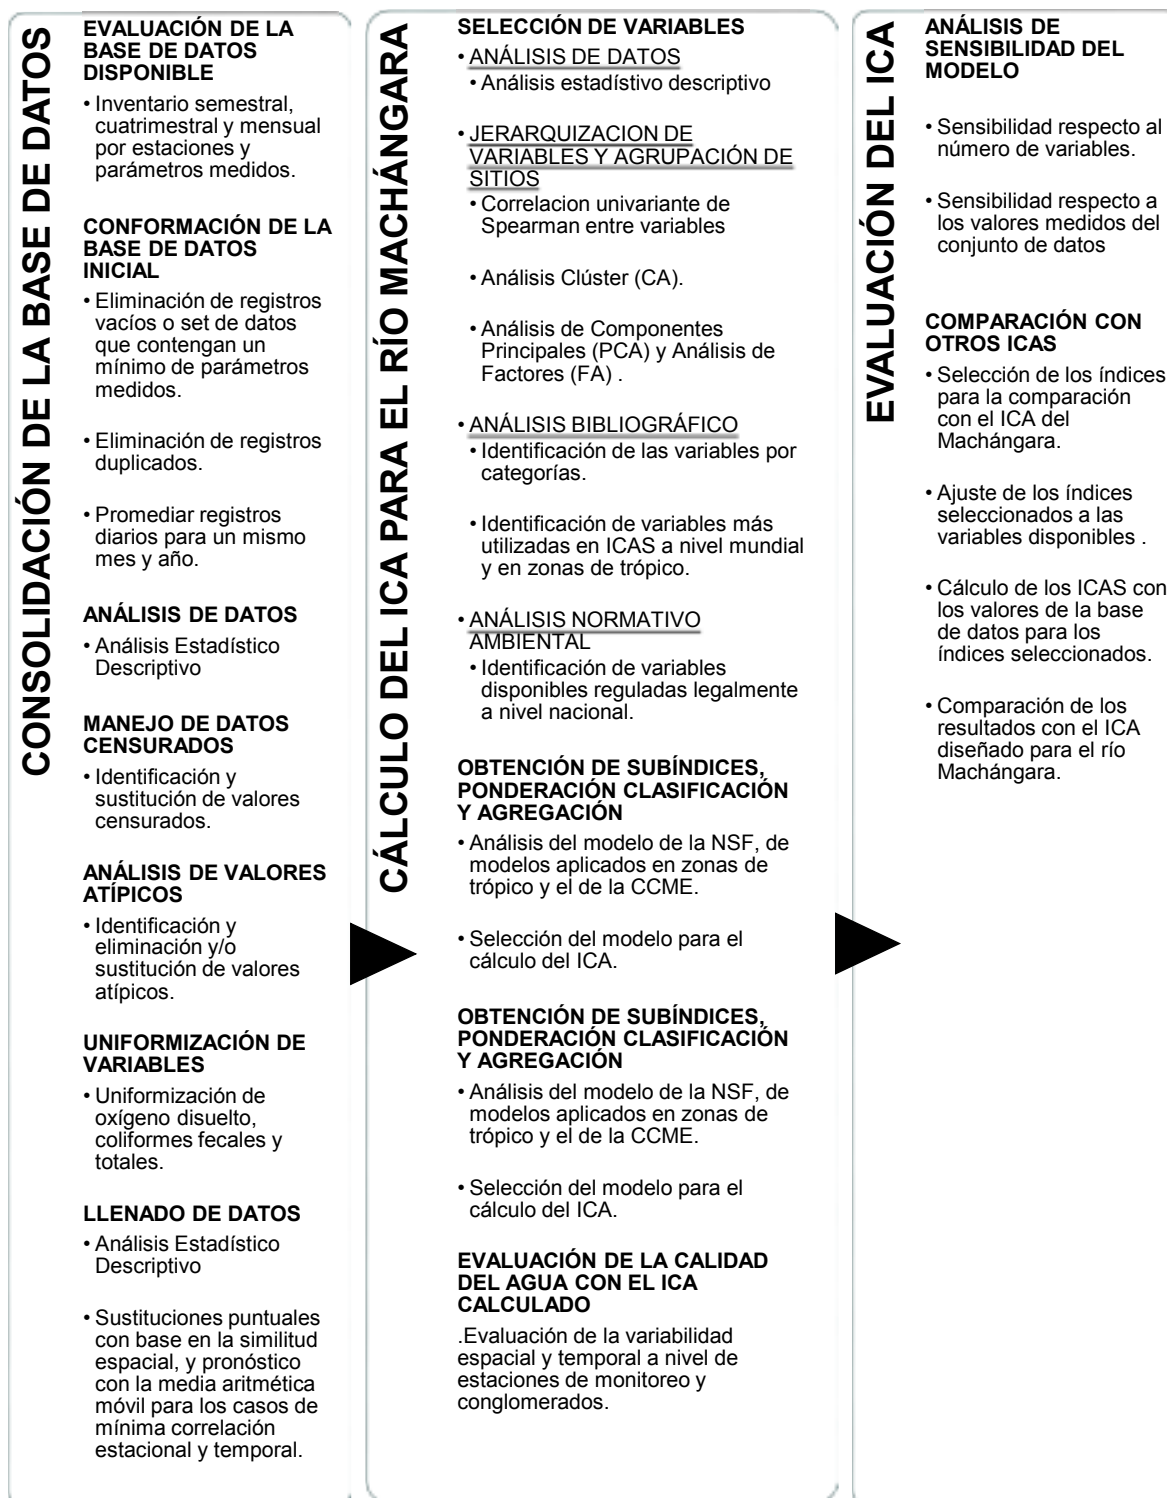 CONSOLIDACIÓN DE LA BASE DE DATOS
EVALUACIÓN DE LA
BASE DE DATOS
DISPONIBLE
• Inventario semestral,
cuatrimestral y mensual
por estaciones y
parámetros medidos.
CONFORMACIÓN DE LA
BASE DE DATOS
INICIAL
• Eliminación de registros
vacíos o set de datos
que contengan un
mínimo de parámetros
medidos.
• Eliminación de registros
duplicados.
• Promediar registros
diarios para un mismo
mes y año.
ANÁLISIS DE DATOS
• Análisis Estadístico
Descriptivo
MANEJO DE DATOS
CENSURADOS
• Identificación y
sustitución de valores
censurados.
ANÁLISIS DE VALORES
ATÍPICOS
• Identificación y
eliminación y/o
sustitución de valores
atípicos.
UNIFORMIZACIÓN DE
VARIABLES
• Uniformización de
oxígeno disuelto,
coliformes fecales y
totales.
LLENADO DE DATOS
• Análisis Estadístico
Descriptivo
• Sustituciones puntuales
con base en la similitud
espacial, y pronóstico
con la media aritmética
móvil para los casos de
mínima correlación
estacional y temporal.
CÁLCULO DEL ICA PARA EL RÍO MACHÁNGARA
SELECCIÓN DE VARIABLES
• ANÁLISIS DE DATOS
• Análisis estadístivo descriptivo
• JERARQUIZACION DE
VARIABLES Y AGRUPACIÓN DE
SITIOS
• Correlacion univariante de
Spearman entre variables
• Análisis Clúster (CA).
• Análisis de Componentes
Principales (PCA) y Análisis de
Factores (FA) .
• ANÁLISIS BIBLIOGRÁFICO
• Identificación de las variables por
categorías.
• Identificación de variables más
utilizadas en ICAS a nivel mundial
y en zonas de trópico.
• ANÁLISIS NORMATIVO
AMBIENTAL
• Identificación de variables
disponibles reguladas legalmente
a nivel nacional.
OBTENCIÓN DE SUBÍNDICES,
PONDERACIÓN CLASIFICACIÓN
Y AGREGACIÓN
• Análisis del modelo de la NSF, de
modelos aplicados en zonas de
trópico y el de la CCME.
• Selección del modelo para el
cálculo del ICA.
OBTENCIÓN DE SUBÍNDICES,
PONDERACIÓN CLASIFICACIÓN
Y AGREGACIÓN
• Análisis del modelo de la NSF, de
modelos aplicados en zonas de
trópico y el de la CCME.
• Selección del modelo para el
cálculo del ICA.
EVALUACIÓN DE LA CALIDAD
DEL AGUA CON EL ICA
CALCULADO
.Evaluación de la variabilidad
espacial y temporal a nivel de
estaciones de monitoreo y
conglomerados.
EVALUACIÓN DEL ICA
ANÁLISIS DE
SENSIBILIDAD DEL
MODELO
• Sensibilidad respecto al
número de variables.
• Sensibilidad respecto a
los valores medidos del
conjunto de datos
COMPARACIÓN CON
OTROS ICAS
• Selección de los índices
para la comparación
con el ICA del
Machángara.
• Ajuste de los índices
seleccionados a las
variables disponibles .
• Cálculo de los ICAS con
los valores de la base
de datos para los
índices seleccionados.
• Comparación de los
resultados con el ICA
diseñado para el río
Machángara.